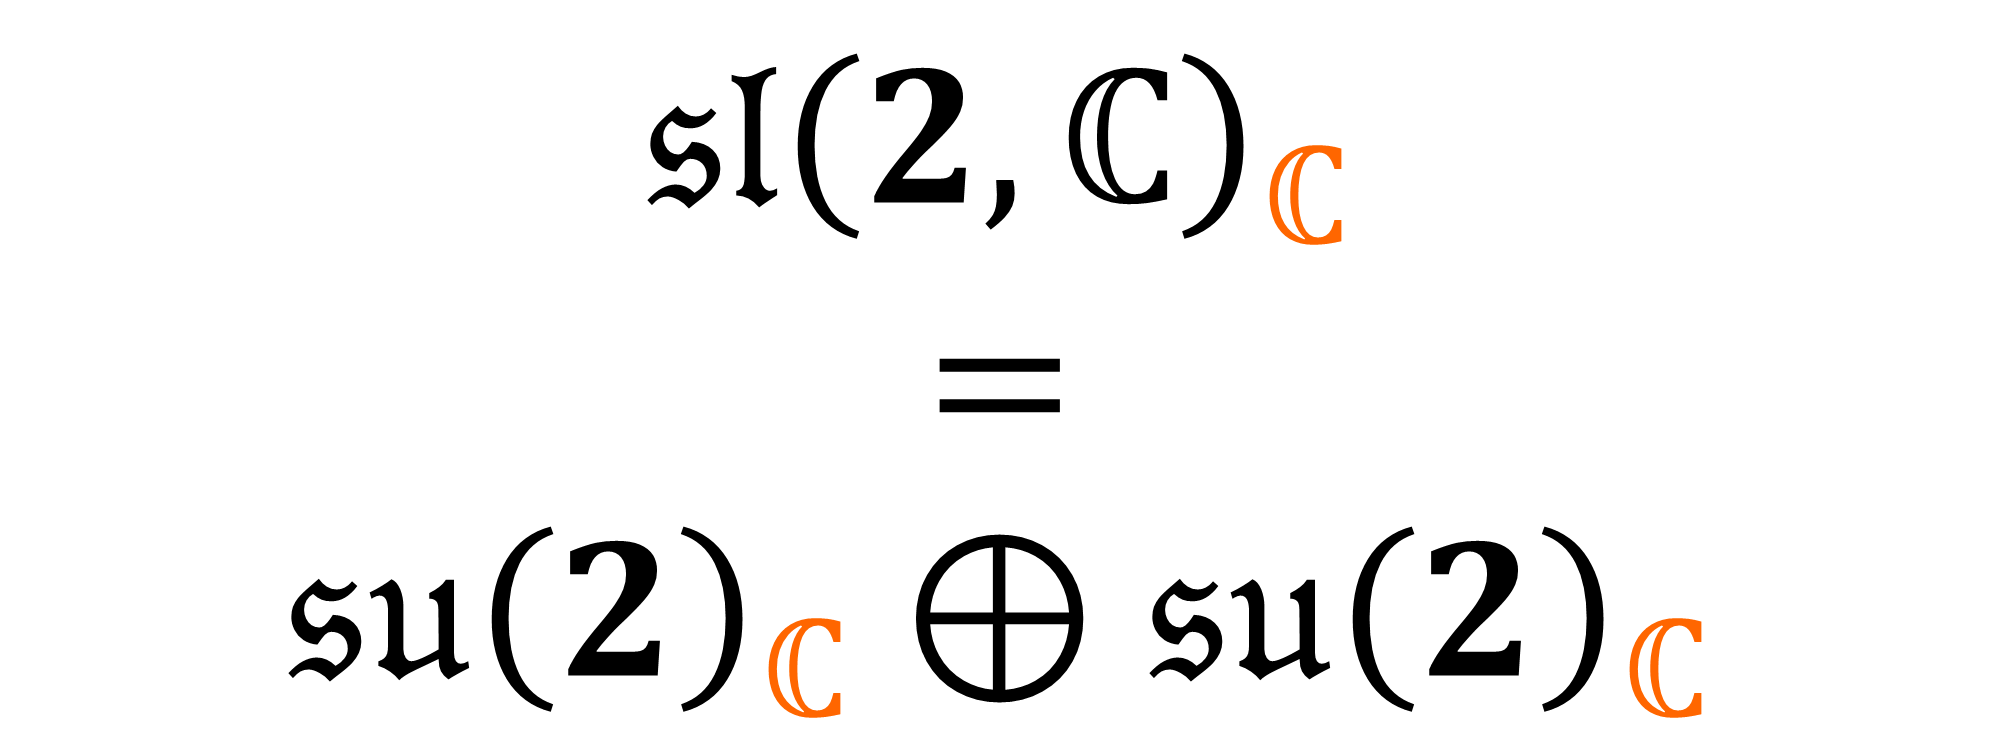 𝔰𝔩(2, ℂ)ℂ
=
𝔰𝔲(2)ℂ ⊕ 𝔰𝔲(2)ℂ